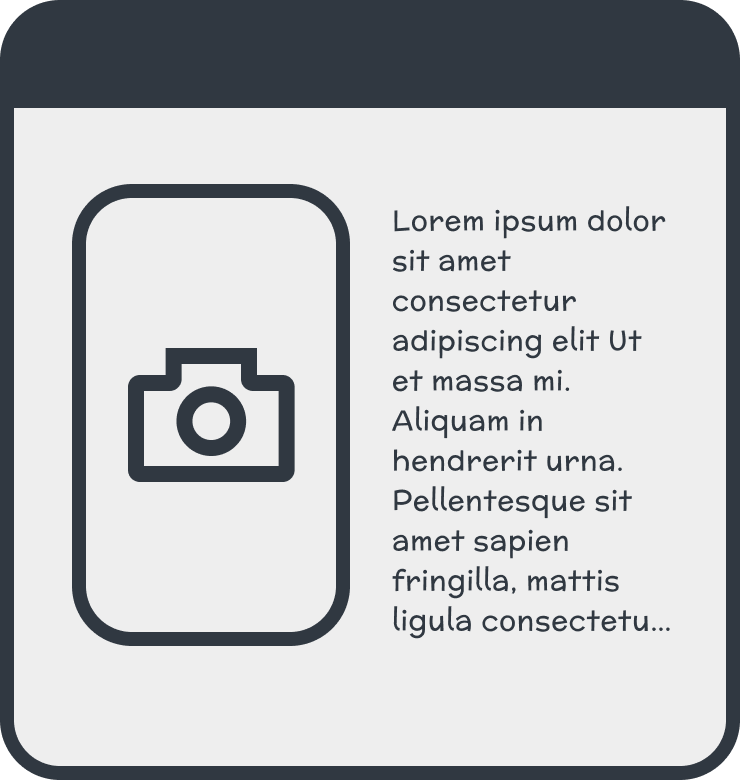 Lorem ipsum dolor
sit amet
consectetur
adipiscing elit Ut
et massa mi.
Aliquam in
hendrerit urna.
Pellentesque sit
amet sapien
fringilla, mattis
ligula consectetu...